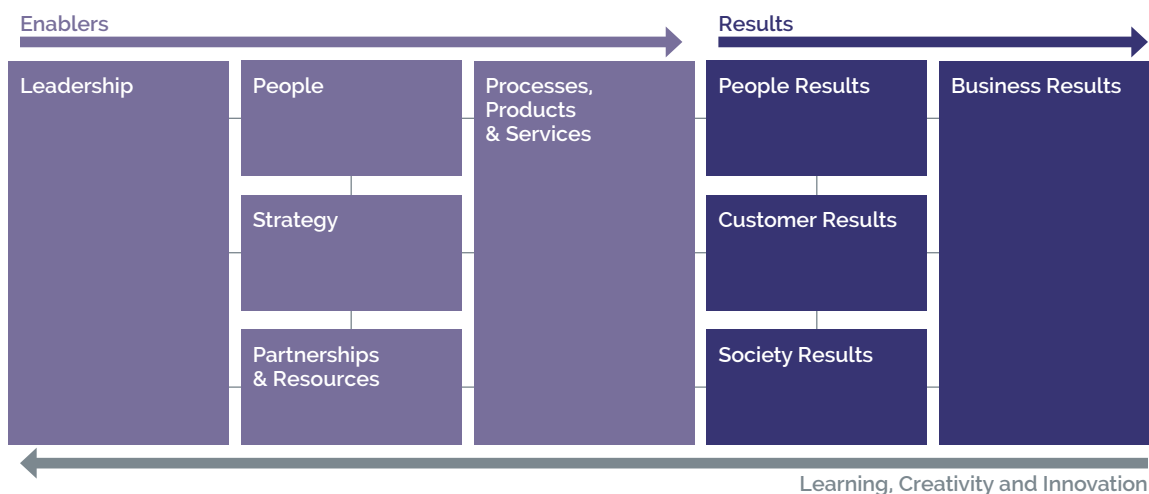 Enablers
Results
Leadership
People
Processes,
Products
& Services
People Results
Business Results
Strategy
Customer Results
Partnerships
& Resources
Society Results
Learning, Creativity and Innovation